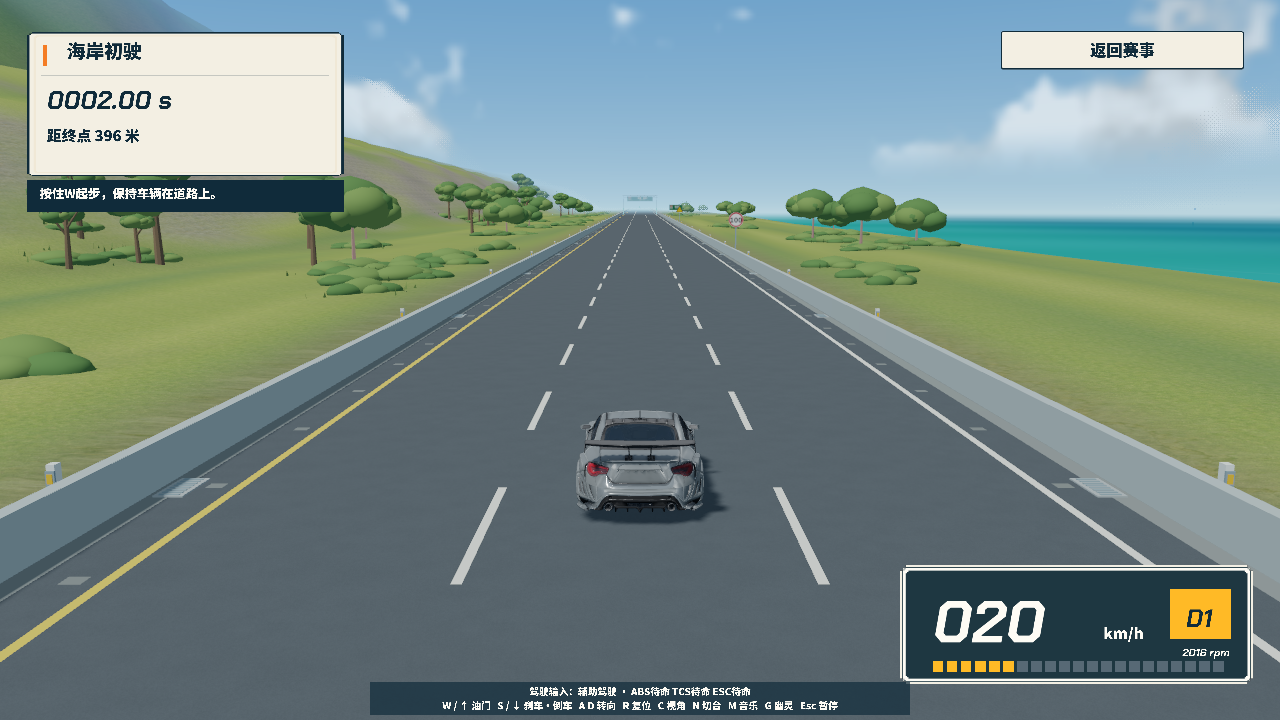 海岸初驶
0002.00 s
距终点 396 米
按住W起步，保持车辆在道路上。
返回赛事
100
020 km/h D1
2016 rpm
驾驶输入：辅助驾驶 · ABS待命 TCS待命 ESC待命
W / ↑ 油门 S / ↓ 刹车·倒车 A D 转向 R 复位 C 视角 N 切台 M 音乐 G 幽灵 Esc 暂停